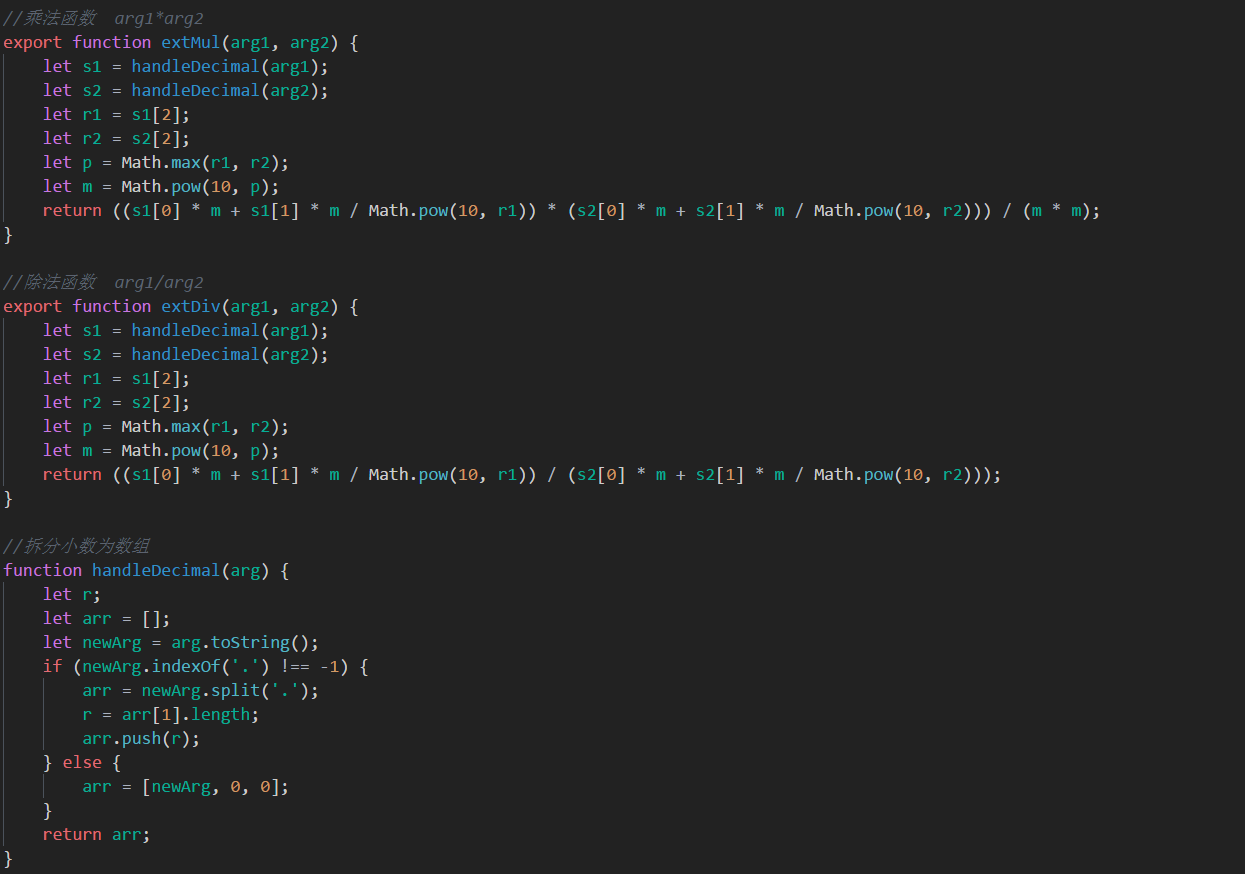 //乘法函数  arg1*arg2
export function extMul(arg1, arg2) {
    let s1 = handleDecimal(arg1);
    let s2 = handleDecimal(arg2);
    let r1 = s1[2];
    let r2 = s2[2];
    let p = Math.max(r1, r2);
    let m = Math.pow(10, p);
    return ((s1[0] * m + s1[1] * m / Math.pow(10, r1)) * (s2[0] * m + s2[1] * m / Math.pow(10, r2))) / (m * m);
}

//除法函数  arg1/arg2
export function extDiv(arg1, arg2) {
    let s1 = handleDecimal(arg1);
    let s2 = handleDecimal(arg2);
    let r1 = s1[2];
    let r2 = s2[2];
    let p = Math.max(r1, r2);
    let m = Math.pow(10, p);
    return ((s1[0] * m + s1[1] * m / Math.pow(10, r1)) / (s2[0] * m + s2[1] * m / Math.pow(10, r2)));
}

//拆分小数为数组
function handleDecimal(arg) {
    let r;
    let arr = [];
    let newArg = arg.toString();
    if (newArg.indexOf('.') !== -1) {
        arr = newArg.split('.');
        r = arr[1].length;
        arr.push(r);
    } else {
        arr = [newArg, 0, 0];
    }
    return arr;
}